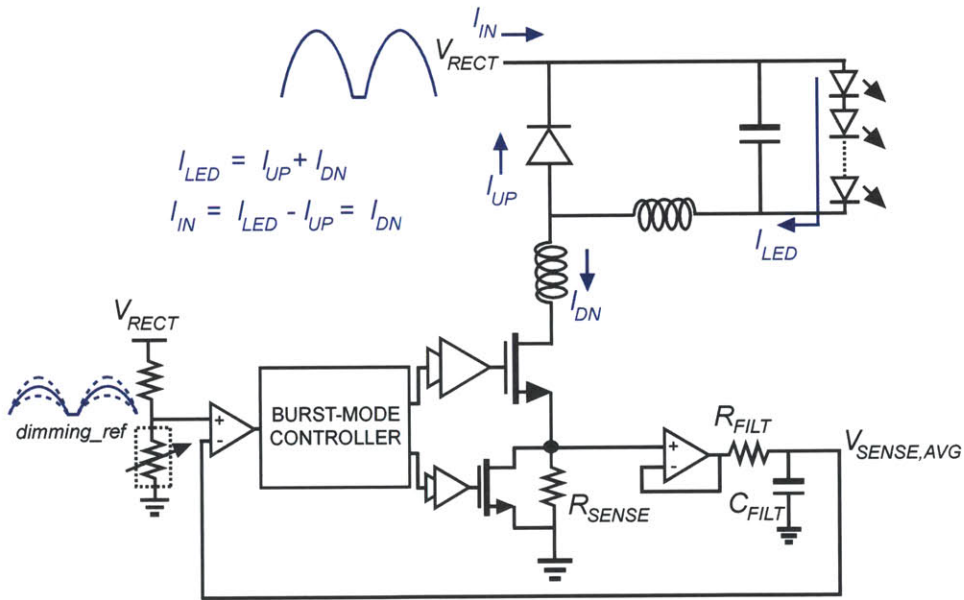 I_IN
V_RECT
I_LED = I_UP + I_DN
I_IN = I_LED - I_UP = I_DN
I_UP
I_LED
I_DN
V_RECT
dimming_ref
+
-
BURST-MODE
CONTROLLER
R_SENSE
+
-
R_FILT
V_SENSE,AVG
C_FILT